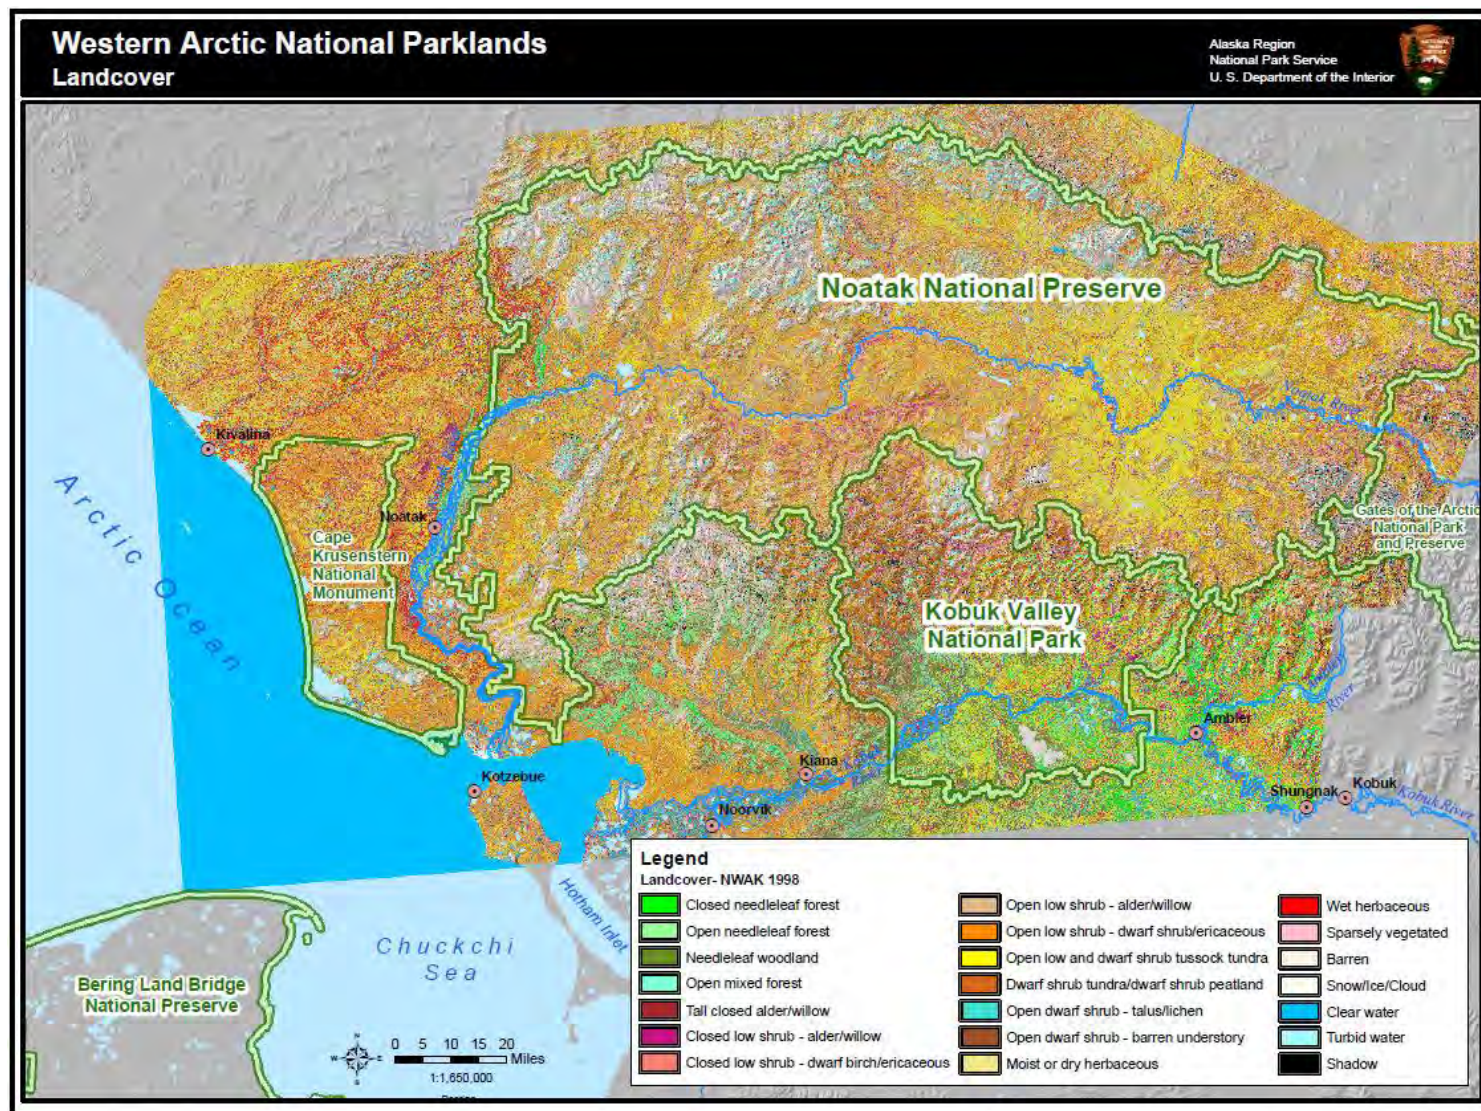 Western Arctic National Parklands
Landcover
Alaska Region
National Park Service
U. S. Department of the Interior
Noatak National Preserve
Noatak River
Kivalina
Arctic Ocean
Noatak
Cape
Krusenstern
National
Monument
Gates of the Arctic
National Park
and Preserve
Kobuk Valley
National Park
River
Ambler
Kotzebue
Kiana
Kobuk
River
Noorvik
Shungnak
Kobuk
Kobuk River
Hotham Inlet
Chuckchi
Sea
Bering Land Bridge
National Preserve
0 5 10 15 20
Miles
1:1,650,000
Legend
Landcover- NWAK 1998
Closed needleleaf forest
Open needleleaf forest
Needleleaf woodland
Open mixed forest
Tall closed alder/willow
Closed low shrub - alder/willow
Closed low shrub - dwarf birch/ericaceous
Open low shrub - alder/willow
Open low shrub - dwarf shrub/ericaceous
Open low and dwarf shrub tussock tundra
Dwarf shrub tundra/dwarf shrub peatland
Open dwarf shrub - talus/lichen
Open dwarf shrub - barren understory
Moist or dry herbaceous
Wet herbaceous
Sparsely vegetated
Barren
Snow/Ice/Cloud
Clear water
Turbid water
Shadow